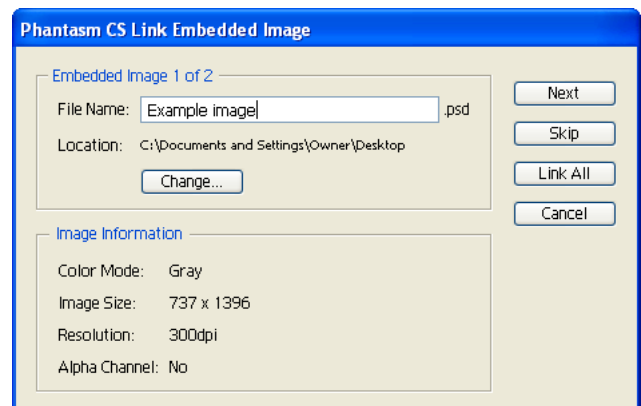 Phantasm CS Link Embedded Image
Embedded Image 1 of 2
File Name: Example image .psd
Location: C:\Documents and Settings\Owner\Desktop
Change...
Next
Skip
Link All
Cancel
Image Information
Color Mode: Gray
Image Size: 737 x 1396
Resolution: 300dpi
Alpha Channel: No